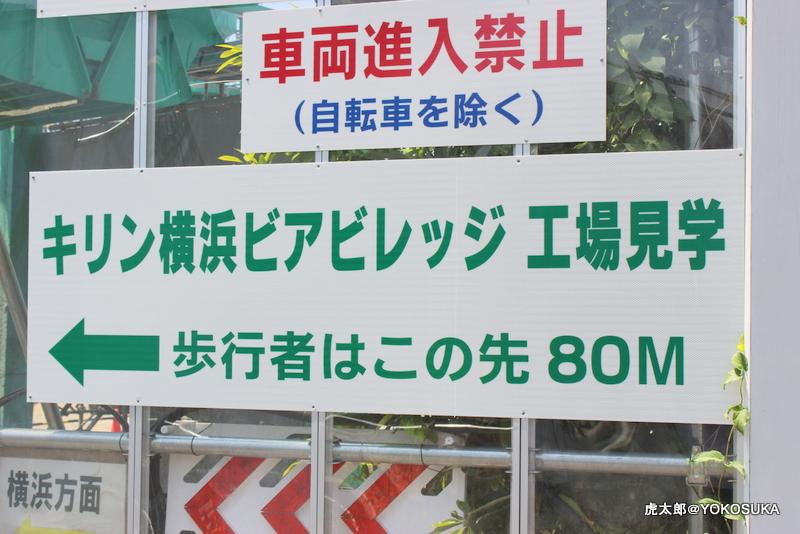 車両進入禁止
（自転車を除く）
キリン横浜ビアビレッジ 工場見学
歩行者はこの先 80M
横浜方面
虎太郎@YOKOSUKA